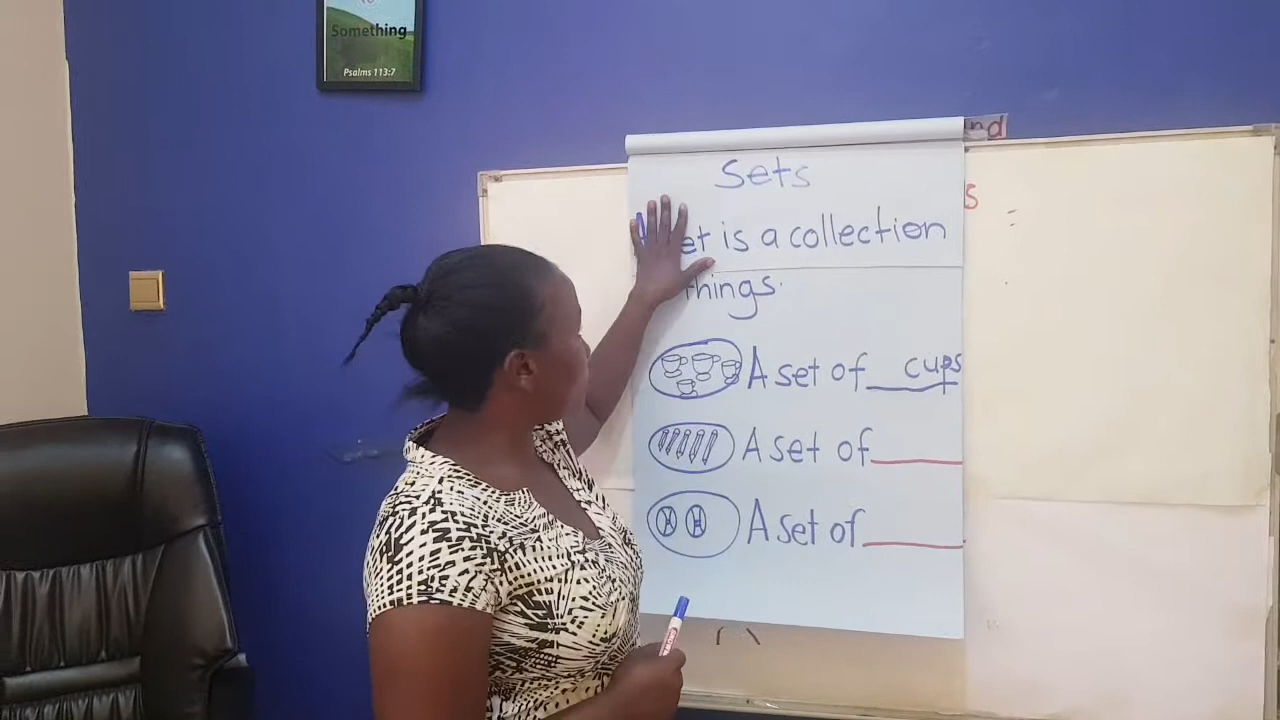 Something
Psalms 113:7
nd
Sets
et is a collection
things.
A set of cups
A set of
A set of
s
=